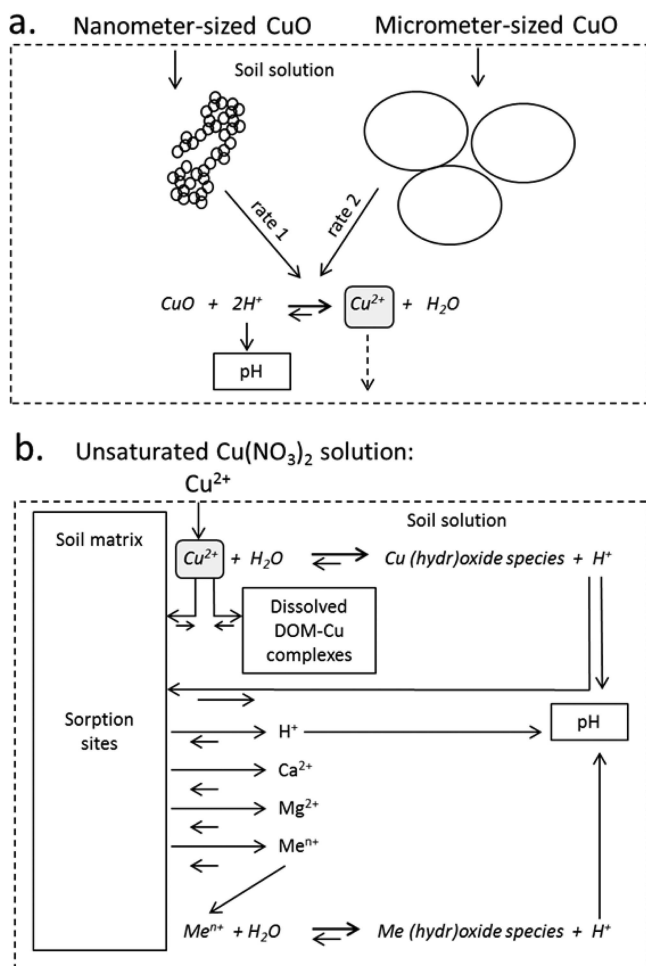 a. Nanometer-sized CuO Micrometer-sized CuO
Soil solution
rate 1 rate 2
CuO + 2H⁺ Cu²⁺ + H₂O
pH
b. Unsaturated Cu(NO₃)₂ solution:
Cu²⁺
Soil matrix Soil solution
Cu²⁺ + H₂O Cu (hydr)oxide species + H⁺
Dissolved
DOM-Cu
complexes
Sorption
sites
pH
H⁺
Ca²⁺
Mg²⁺
Meⁿ⁺
Meⁿ⁺ + H₂O Me (hydr)oxide species + H⁺